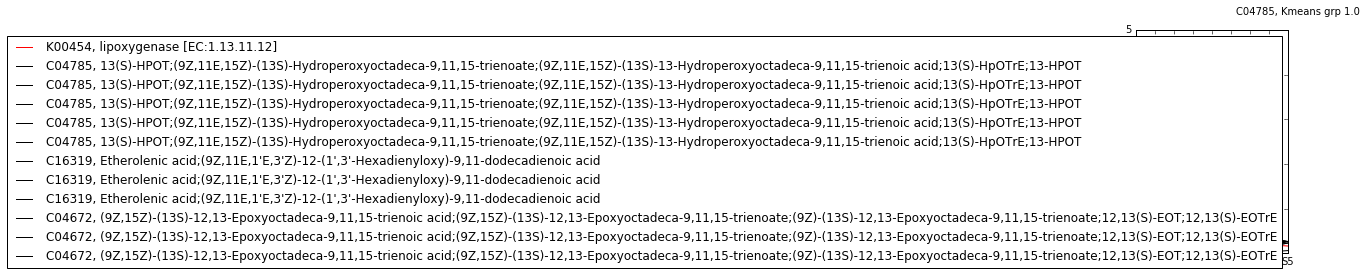 C04785, Kmeans grp 1.0
5
K00454, lipoxygenase [EC:1.13.11.12]
C04785, 13(S)-HPOT;(9Z,11E,15Z)-(13S)-Hydroperoxyoctadeca-9,11,15-trienoate;(9Z,11E,15Z)-(13S)-13-Hydroperoxyoctadeca-9,11,15-trienoic acid;13(S)-HpOTrE;13-HPOT
C04785, 13(S)-HPOT;(9Z,11E,15Z)-(13S)-Hydroperoxyoctadeca-9,11,15-trienoate;(9Z,11E,15Z)-(13S)-13-Hydroperoxyoctadeca-9,11,15-trienoic acid;13(S)-HpOTrE;13-HPOT
C04785, 13(S)-HPOT;(9Z,11E,15Z)-(13S)-Hydroperoxyoctadeca-9,11,15-trienoate;(9Z,11E,15Z)-(13S)-13-Hydroperoxyoctadeca-9,11,15-trienoic acid;13(S)-HpOTrE;13-HPOT
C04785, 13(S)-HPOT;(9Z,11E,15Z)-(13S)-Hydroperoxyoctadeca-9,11,15-trienoate;(9Z,11E,15Z)-(13S)-13-Hydroperoxyoctadeca-9,11,15-trienoic acid;13(S)-HpOTrE;13-HPOT
C04785, 13(S)-HPOT;(9Z,11E,15Z)-(13S)-Hydroperoxyoctadeca-9,11,15-trienoate;(9Z,11E,15Z)-(13S)-13-Hydroperoxyoctadeca-9,11,15-trienoic acid;13(S)-HpOTrE;13-HPOT
C16319, Etherolenic acid;(9Z,11E,1'E,3'Z)-12-(1',3'-Hexadienyloxy)-9,11-dodecadienoic acid
C16319, Etherolenic acid;(9Z,11E,1'E,3'Z)-12-(1',3'-Hexadienyloxy)-9,11-dodecadienoic acid
C16319, Etherolenic acid;(9Z,11E,1'E,3'Z)-12-(1',3'-Hexadienyloxy)-9,11-dodecadienoic acid
C04672, (9Z,15Z)-(13S)-12,13-Epoxyoctadeca-9,11,15-trienoic acid;(9Z,15Z)-(13S)-12,13-Epoxyoctadeca-9,11,15-trienoate;(9Z)-(13S)-12,13-Epoxyoctadeca-9,11,15-trienoate;12,13(S)-EOT;12,13(S)-EOTrE
C04672, (9Z,15Z)-(13S)-12,13-Epoxyoctadeca-9,11,15-trienoic acid;(9Z,15Z)-(13S)-12,13-Epoxyoctadeca-9,11,15-trienoate;(9Z)-(13S)-12,13-Epoxyoctadeca-9,11,15-trienoate;12,13(S)-EOT;12,13(S)-EOTrE
C04672, (9Z,15Z)-(13S)-12,13-Epoxyoctadeca-9,11,15-trienoic acid;(9Z,15Z)-(13S)-12,13-Epoxyoctadeca-9,11,15-trienoate;(9Z)-(13S)-12,13-Epoxyoctadeca-9,11,15-trienoate;12,13(S)-EOT;12,13(S)-EOTrE